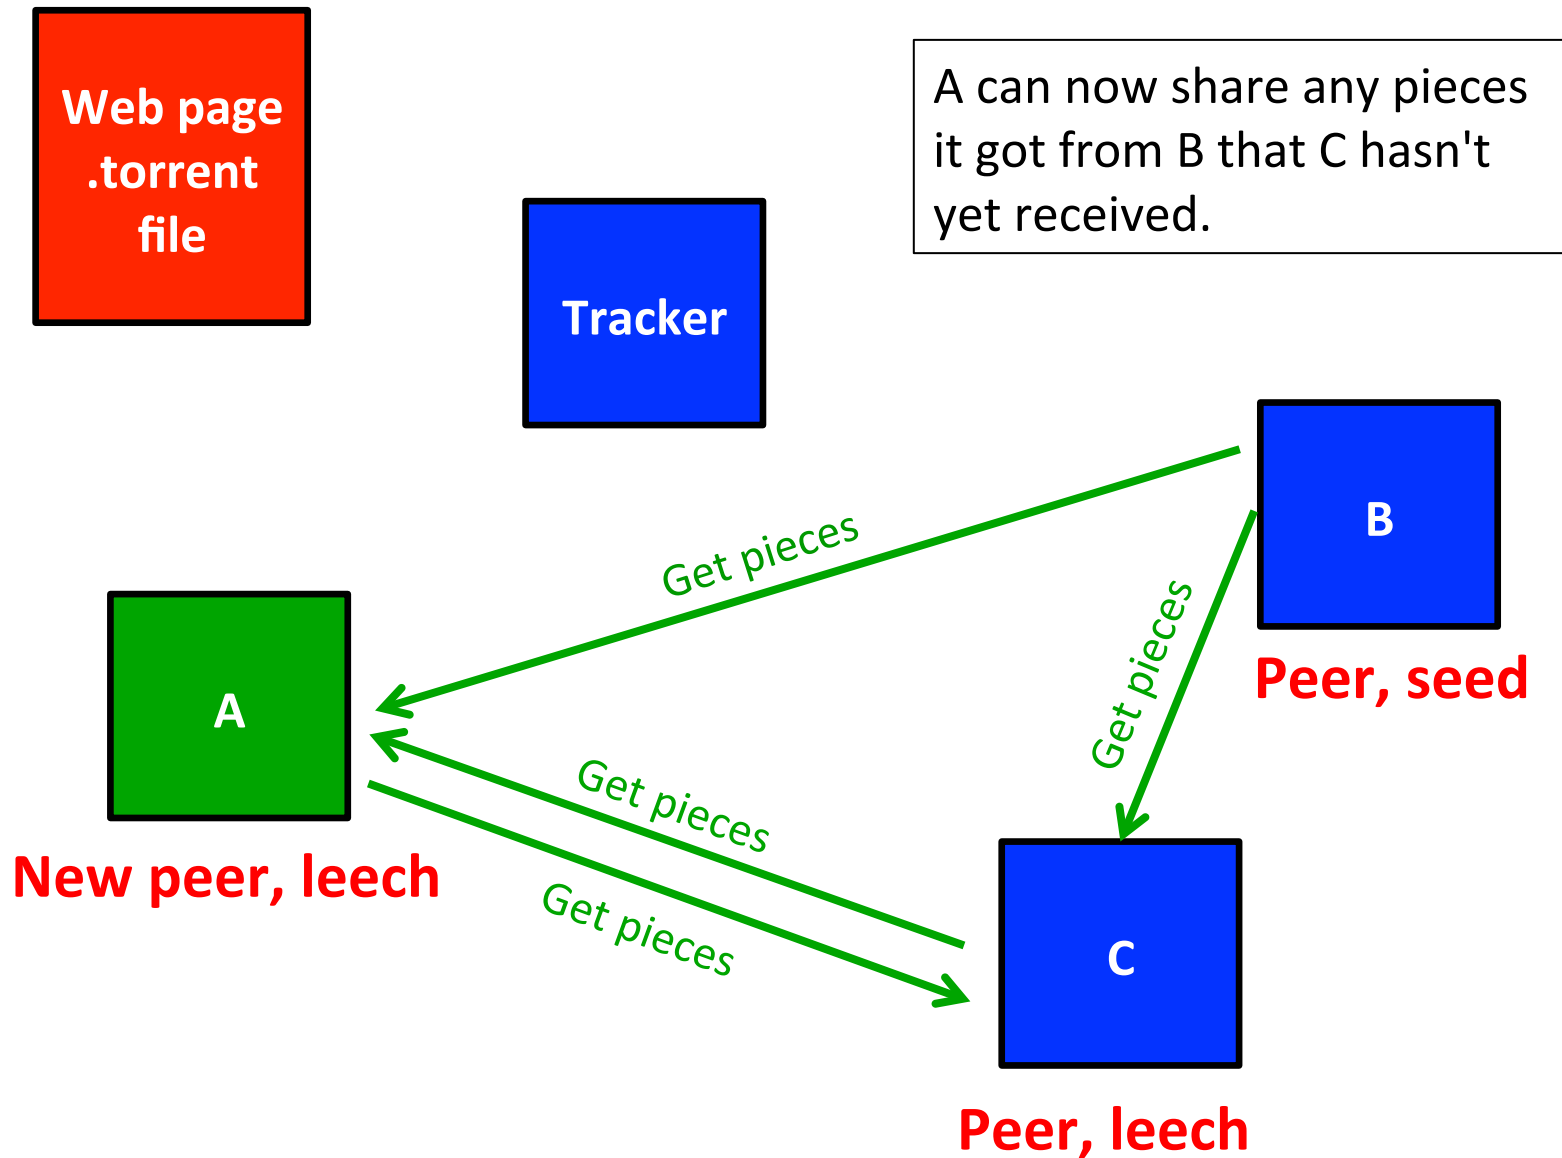 Web page
.torrent
file
A can now share any pieces
it got from B that C hasn't
yet received.
Tracker
B
Get pieces
Get pieces
Peer, seed
A
Get pieces
New peer, leech
Get pieces
C
Peer, leech